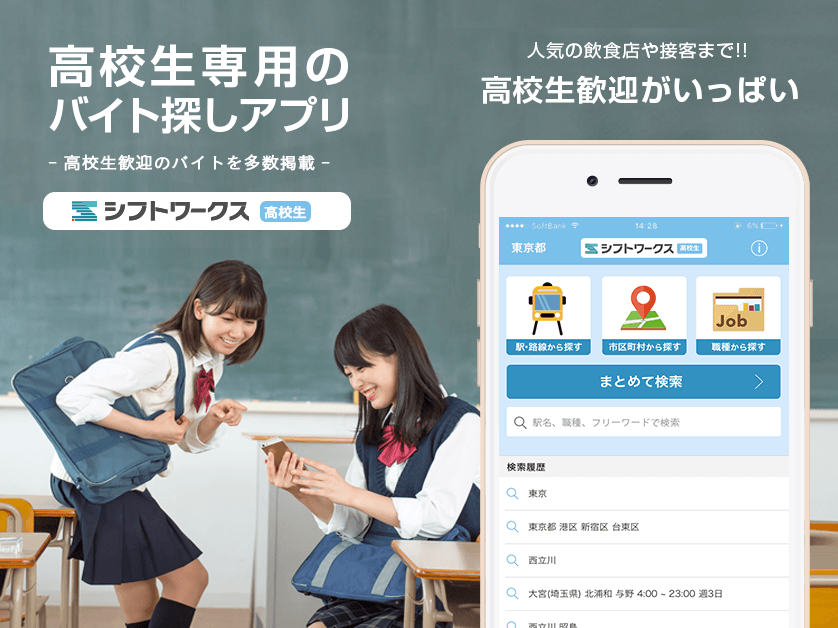 高校生専用の
バイト探しアプリ
- 高校生歓迎のバイトを多数掲載 -
シフトワークス 高校生
人気の飲食店や接客まで!!
高校生歓迎がいっぱい
SoftBank 14:28 6%
東京都 シフトワークス 高校生
Job
駅・路線から探す 市区町村から探す 職種から探す
まとめて検索
駅名、職種、フリーワードで検索
検索履歴
東京
東京都 港区 新宿区 台東区
西立川
大宮(埼玉県) 北浦和 与野 4:00 ~ 23:00 週3日
西立川 昭島